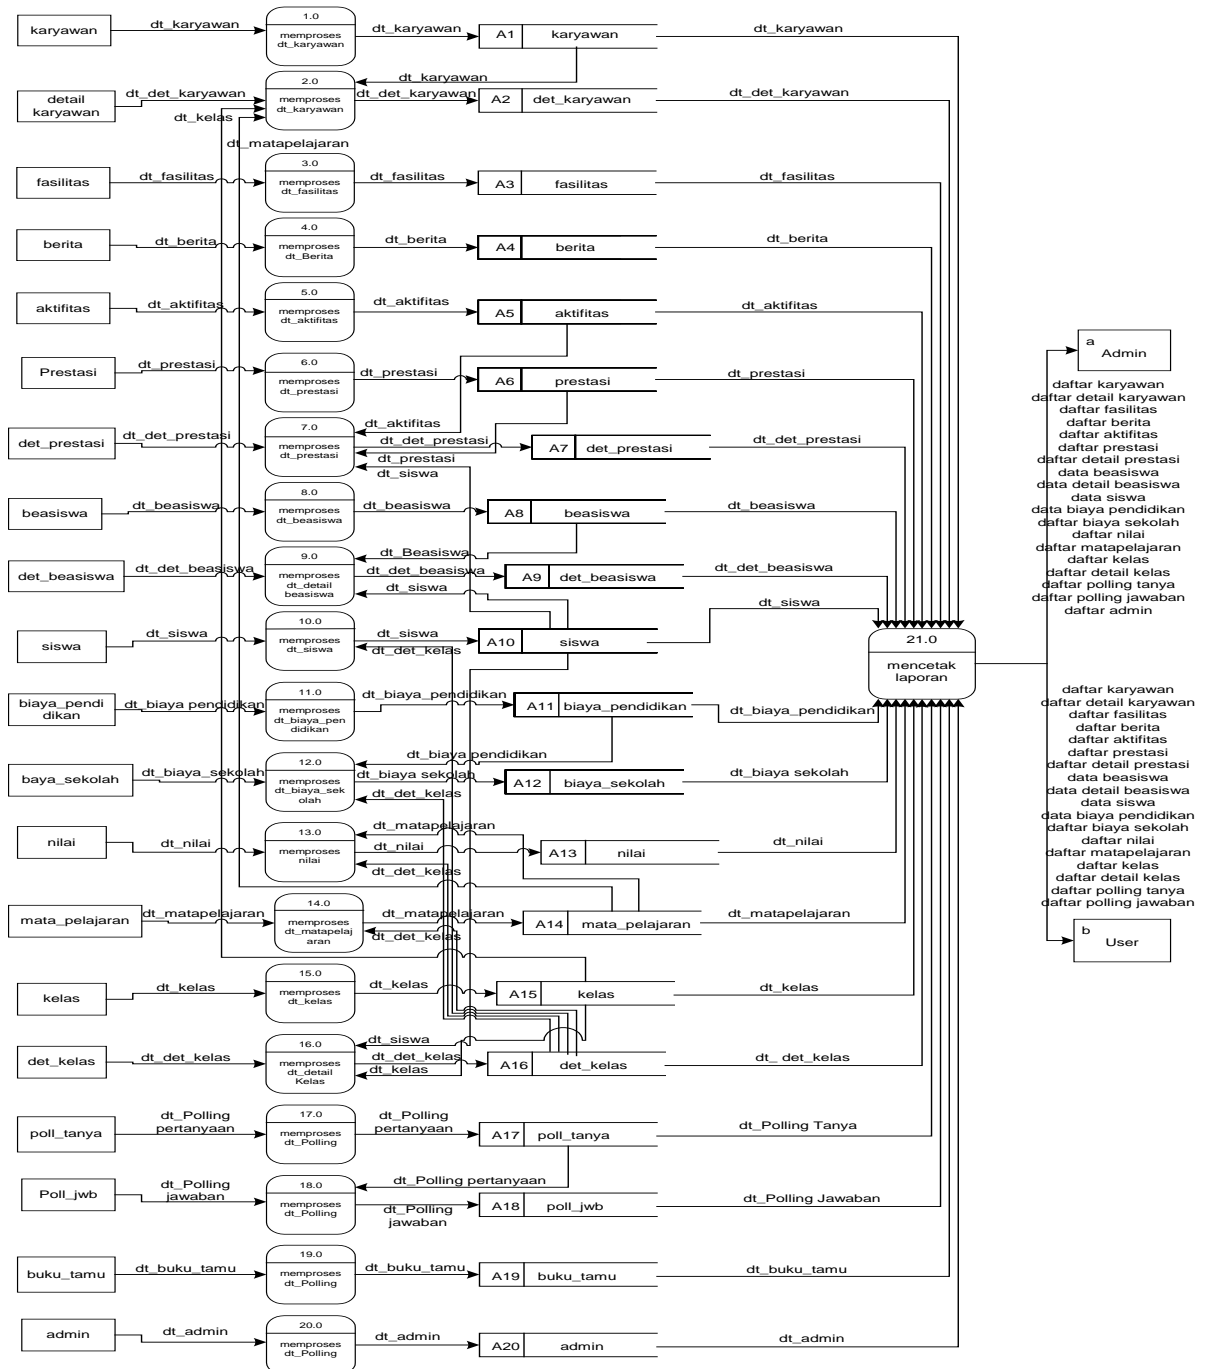 karyawan
dt_karyawan
1.0
memproses
dt_karyawan
dt_karyawan
A1
karyawan
dt_karyawan
dt_karyawan
detail
karyawan
dt_det_karyawan
dt_kelas
dt_matapelajaran
2.0
memproses
dt_karyawan
dt_det_karyawan
A2
det_karyawan
dt_det_karyawan
fasilitas
dt_fasilitas
3.0
memproses
dt_fasilitas
dt_fasilitas
A3
fasilitas
dt_fasilitas
berita
dt_berita
4.0
memproses
dt_Berita
dt_berita
A4
berita
dt_berita
aktifitas
dt_aktifitas
5.0
memproses
dt_aktifitas
dt_aktifitas
A5
aktifitas
dt_aktifitas
Prestasi
dt_prestasi
6.0
memproses
dt_prestasi
dt_prestasi
A6
prestasi
dt_prestasi
det_prestasi
dt_det_prestasi
7.0
memproses
dt_prestasi
dt_aktifitas
dt_det_prestasi
dt_prestasi
dt_siswa
A7
det_prestasi
dt_det_prestasi
beasiswa
dt_beasiswa
8.0
memproses
dt_beasiswa
dt_beasiswa
A8
beasiswa
dt_beasiswa
det_beasiswa
dt_det_beasiswa
9.0
memproses
dt_detail
beasiswa
dt_Beasiswa
dt_det_beasiswa
dt_siswa
A9
det_beasiswa
dt_det_beasiswa
siswa
dt_siswa
10.0
memproses
dt_siswa
dt_siswa
dt_det_kelas
A10
siswa
dt_siswa
biaya_pendi
dikan
dt_biaya pendidikan
11.0
memproses
dt_biaya_pen
didikan
dt_biaya_pendidikan
A11
biaya_pendidikan
dt_biaya_pendidikan
baya_sekolah
dt_biaya_sekolah
12.0
memproses
dt_biaya_sek
olah
dt_biaya pendidikan
dt_biaya sekolah
dt_det_kelas
A12
biaya_sekolah
dt_biaya sekolah
nilai
dt_nilai
13.0
memproses
nilai
dt_matapelajaran
dt_nilai
dt_det_kelas
A13
nilai
dt_nilai
mata_pelajaran
dt_matapelajaran
14.0
memproses
dt_matapelaj
aran
dt_matapelajaran
dt_det_kelas
A14
mata_pelajaran
dt_matapelajaran
kelas
dt_kelas
15.0
memproses
dt_kelas
dt_kelas
A15
kelas
dt_kelas
det_kelas
dt_det_kelas
16.0
memproses
dt_detail
Kelas
dt_siswa
dt_det_kelas
dt_kelas
A16
det_kelas
dt_ det_kelas
poll_tanya
dt_Polling
pertanyaan
17.0
memproses
dt_Polling
dt_Polling
pertanyaan
A17
poll_tanya
dt_Polling Tanya
Poll_jwb
dt_Polling
jawaban
18.0
memproses
dt_Polling
dt_Polling pertanyaan
dt_Polling
jawaban
A18
poll_jwb
dt_Polling Jawaban
buku_tamu
dt_buku_tamu
19.0
memproses
dt_Polling
dt_buku_tamu
A19
buku_tamu
dt_buku_tamu
admin
dt_admin
20.0
memproses
dt_Polling
dt_admin
A20
admin
dt_admin
21.0
mencetak
laporan
a
Admin
daftar karyawan
daftar detail karyawan
daftar fasilitas
daftar berita
daftar aktifitas
daftar prestasi
daftar detail prestasi
data beasiswa
data detail beasiswa
data siswa
data biaya pendidikan
daftar biaya sekolah
daftar nilai
daftar matapelajaran
daftar kelas
daftar detail kelas
daftar polling tanya
daftar polling jawaban
daftar admin
daftar karyawan
daftar detail karyawan
daftar fasilitas
daftar berita
daftar aktifitas
daftar prestasi
daftar detail prestasi
data beasiswa
data detail beasiswa
data siswa
data biaya pendidikan
daftar biaya sekolah
daftar nilai
daftar matapelajaran
daftar kelas
daftar detail kelas
daftar polling tanya
daftar polling jawaban
b
User